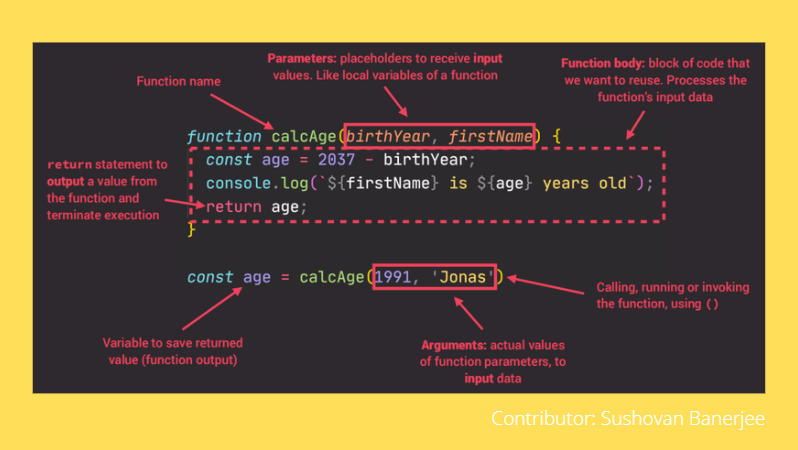 Parameters: placeholders to receive input
values. Like local variables of a function
Function body: block of code that
we want to reuse. Processes the
function's input data
Function name
function calcAge(birthYear, firstName) {
const age = 2037 - birthYear;
console.log(`${firstName} is ${age} years old`);
return age;
}
return statement to
output a value from
the function and
terminate execution
const age = calcAge(1991, 'Jonas')
Calling, running or invoking
the function, using ()
Variable to save returned
value (function output)
Arguments: actual values
of function parameters, to
input data
Contributor: Sushovan Banerjee